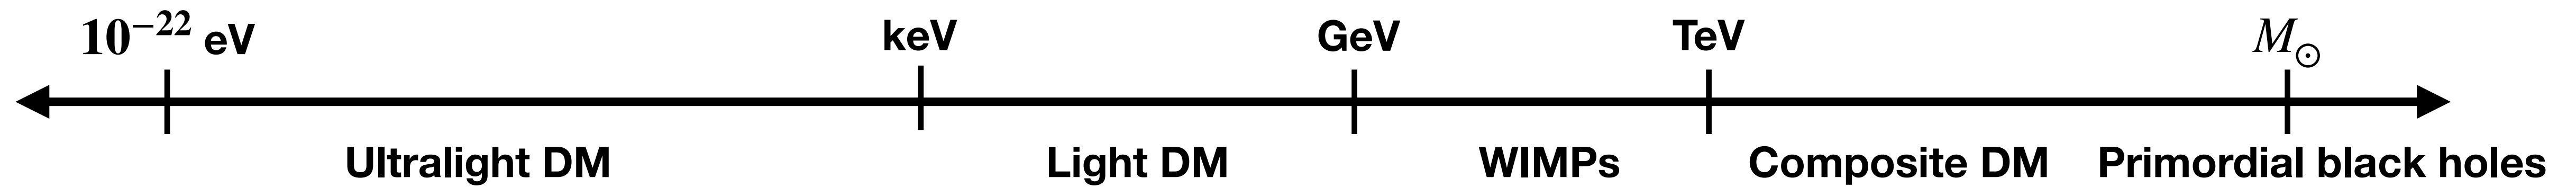 10⁻²² eV keV GeV TeV M☉
Ultralight DM Light DM WIMPs Composite DM Primordial black holes